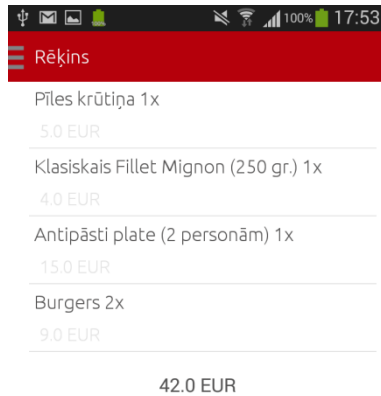 100% 17:53
Rēķins
Pīles krūtiņa 1x
5.0 EUR
Klasiskais Fillet Mignon (250 gr.) 1x
4.0 EUR
Antipāsti plate (2 personām) 1x
15.0 EUR
Burgers 2x
9.0 EUR
42.0 EUR